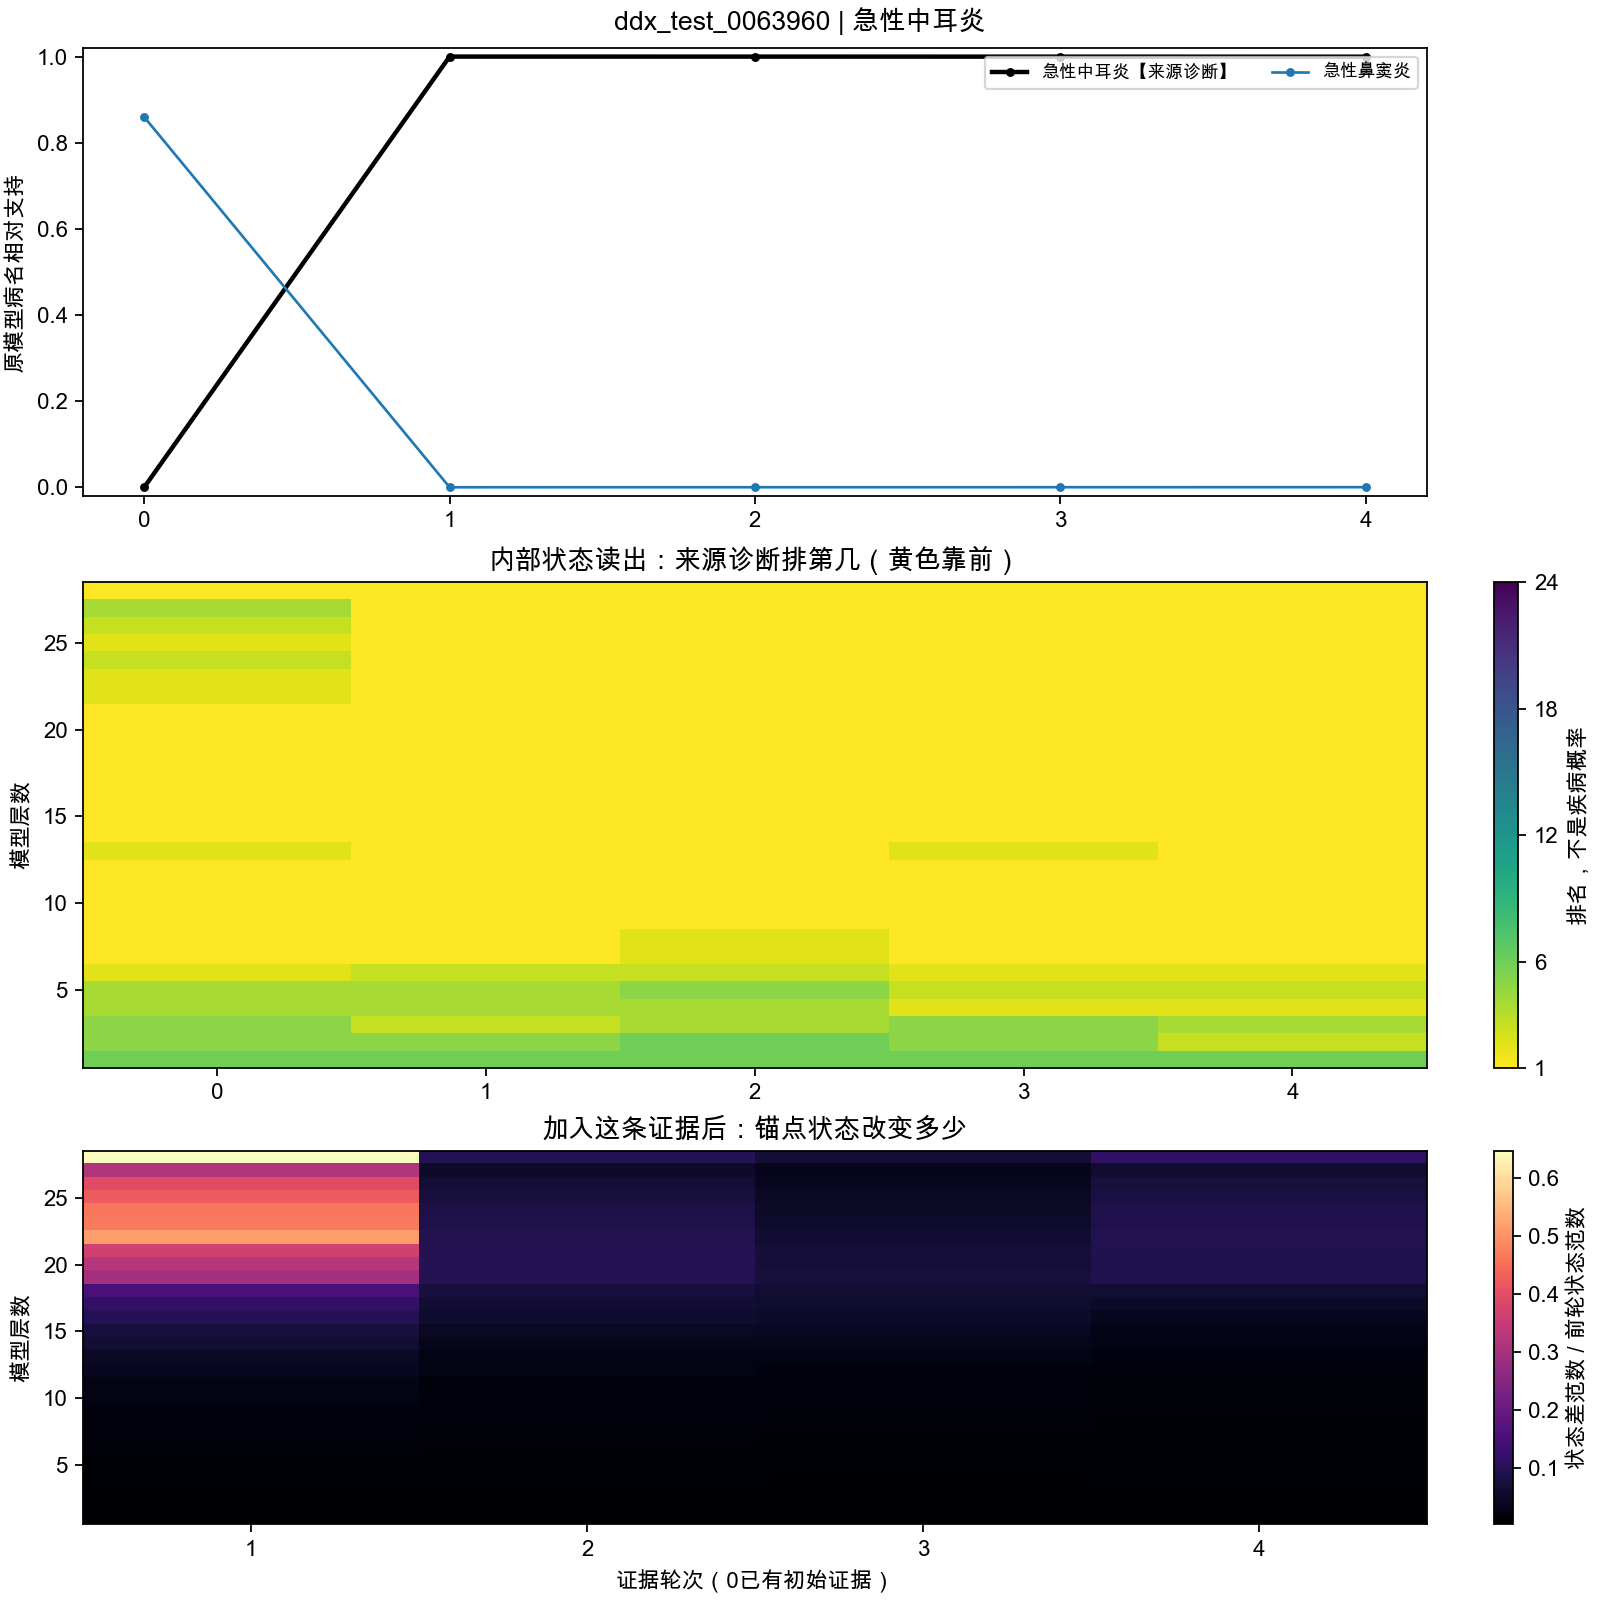 ddx_test_0063960 | 急性中耳炎
1.0
0.8
0.6
0.4
0.2
0.0
原模型病名相对支持
急性中耳炎【来源诊断】
急性鼻窦炎
0 1 2 3 4
内部状态读出：来源诊断排第几（黄色靠前）
25
20
15
10
5
模型层数
0 1 2 3 4
24
18
12
6
1
排名，不是疾病概率
加入这条证据后：锚点状态改变多少
25
20
15
10
5
模型层数
1 2 3 4
证据轮次（0已有初始证据）
0.6
0.5
0.4
0.3
0.2
0.1
状态差范数 / 前轮状态范数